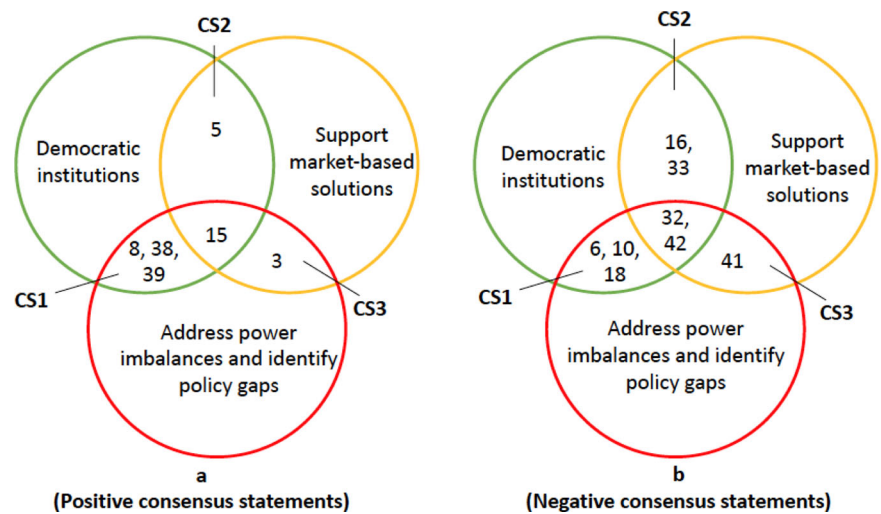 CS2
5
Democratic
institutions
Support
market-based
solutions
15
8, 38,
39
3
CS1
CS3
Address power
imbalances and identify
policy gaps
a
(Positive consensus statements)
CS2
16,
33
Democratic
institutions
Support
market-based
solutions
32,
42
6, 10,
18
41
CS1
CS3
Address power
imbalances and identify
policy gaps
b
(Negative consensus statements)